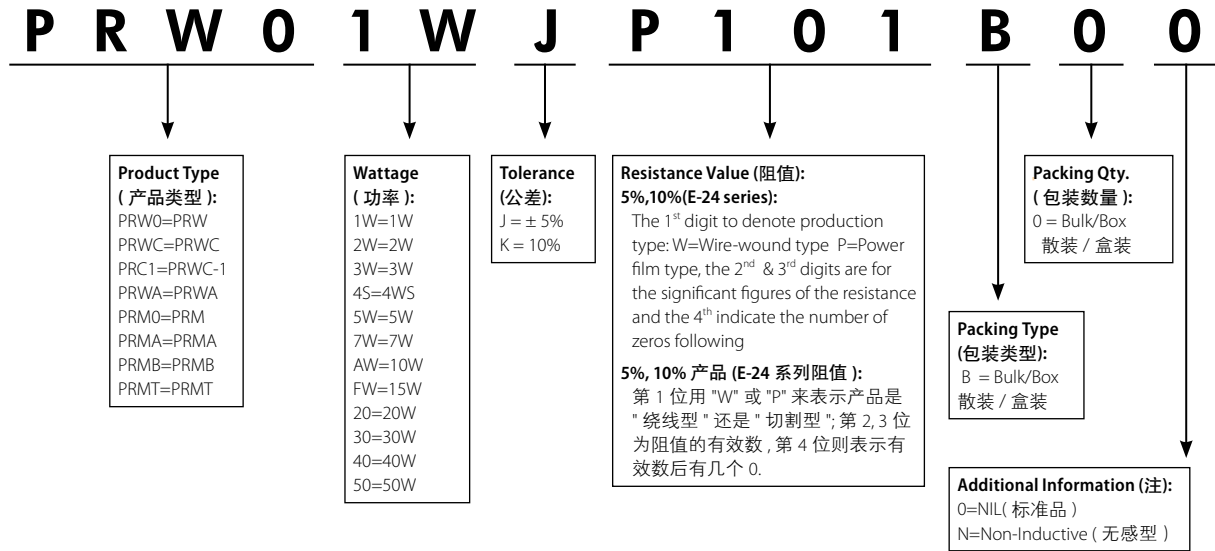 P R W 0 1 W J P 1 0 1 B 0 0
Product Type
( 产品类型 ):
PRW0=PRW
PRWC=PRWC
PRC1=PRWC-1
PRWA=PRWA
PRM0=PRM
PRMA=PRMA
PRMB=PRMB
PRMT=PRMT
Wattage
( 功率 ):
1W=1W
2W=2W
3W=3W
4S=4WS
5W=5W
7W=7W
AW=10W
FW=15W
20=20W
30=30W
40=40W
50=50W
Tolerance
(公差):
J = ± 5%
K = 10%
Resistance Value (阻值):
5%,10%(E-24 series):
The 1st digit to denote production
type: W=Wire-wound type P=Power
film type, the 2nd & 3rd digits are for
the significant figures of the resistance
and the 4th indicate the number of
zeros following
5%, 10% 产品 (E-24 系列阻值 ):
第 1 位用 "W" 或 "P" 来表示产品是
" 绕线型 " 还是 " 切割型 "; 第 2, 3 位
为阻值的有效数 , 第 4 位则表示有
效数后有几个 0.
Packing Type
(包装类型):
B = Bulk/Box
散装 / 盒装
Packing Qty.
( 包装数量 ):
0 = Bulk/Box
散装 / 盒装
Additional Information (注):
0=NIL( 标准品 )
N=Non-Inductive ( 无感型 )